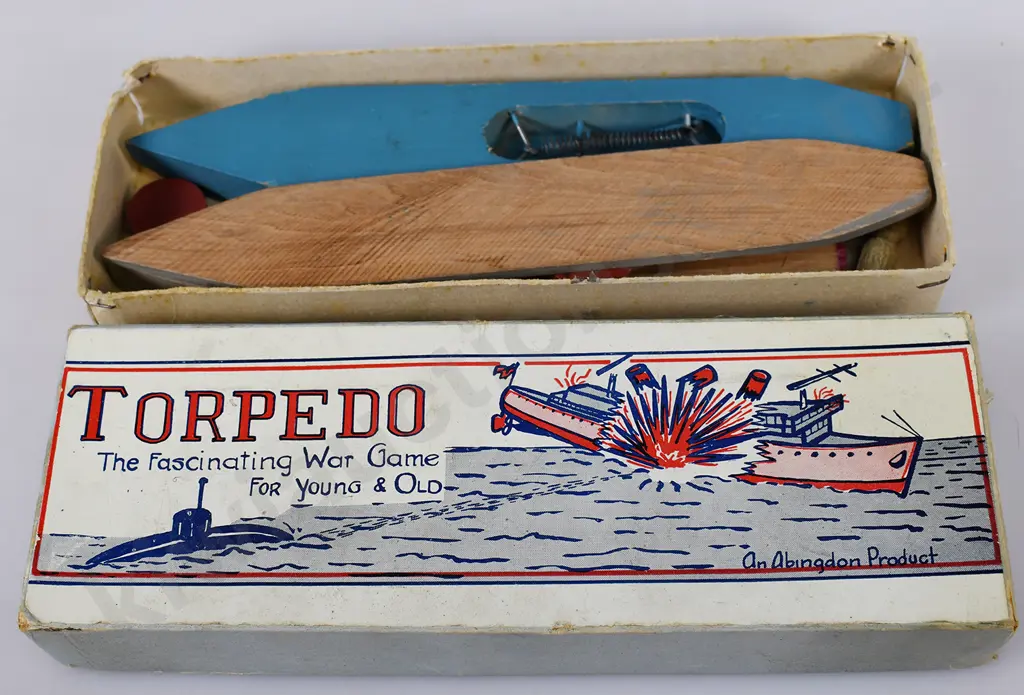 TORPEDO
The Fascinating War Game
For Young & Old
An Abingdon Product